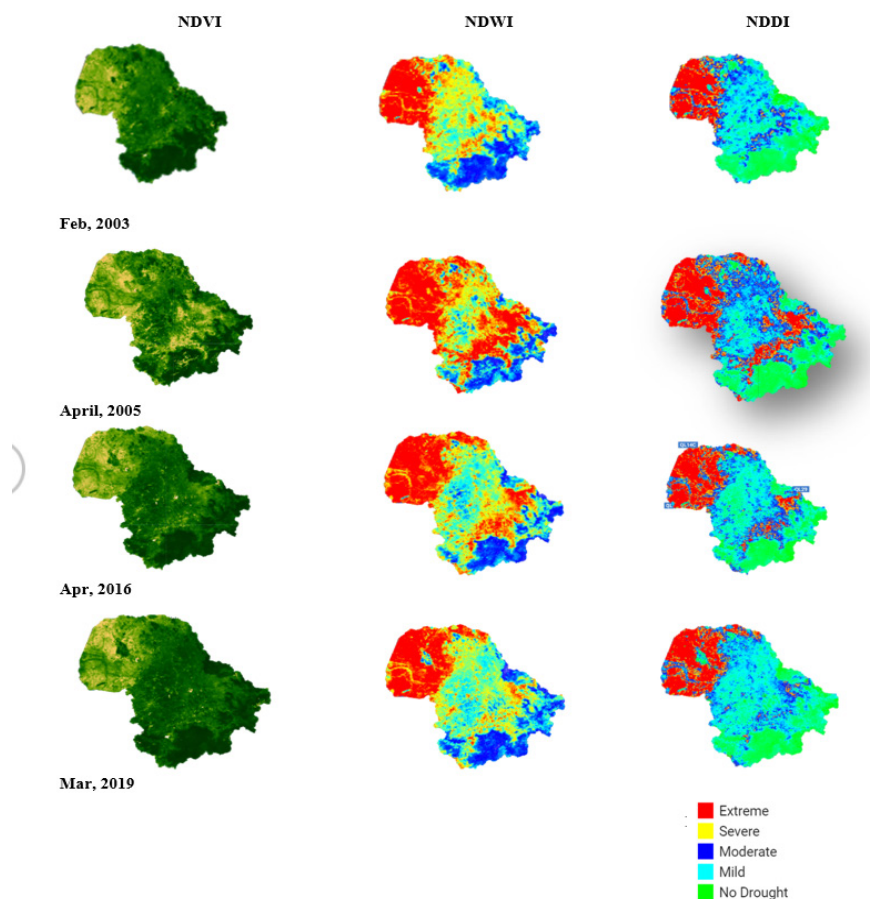 NDVI NDWI NDDI
Feb, 2003
April, 2005
Apr, 2016
Mar, 2019
Extreme
Severe
Moderate
Mild
No Drought